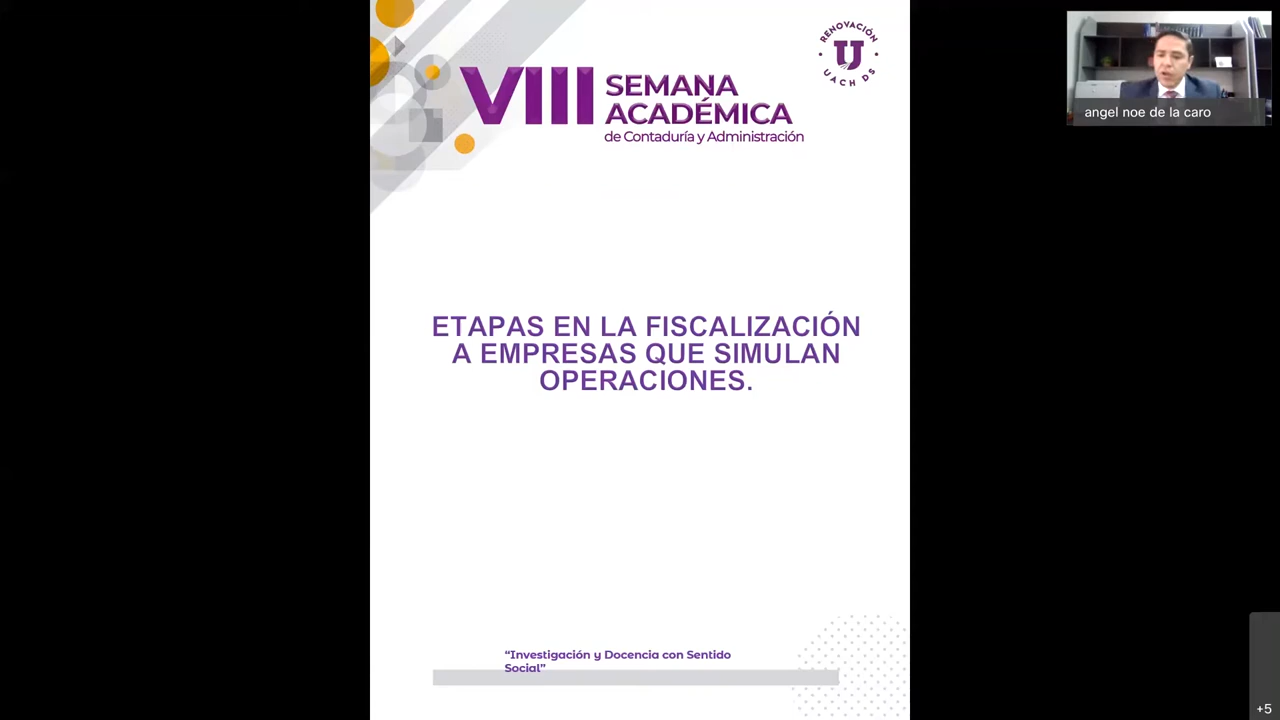 VIII SEMANA
ACADÉMICA
de Contaduría y Administración
RENOVACIÓN
U
UACH DS
angel noe de la caro
ETAPAS EN LA FISCALIZACIÓN
A EMPRESAS QUE SIMULAN
OPERACIONES.
“Investigación y Docencia con Sentido
Social”
+5